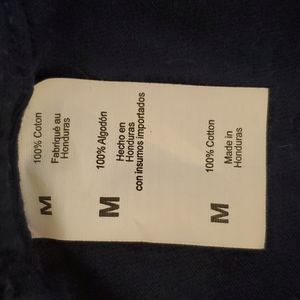 M
100% Coton
Fabriqué au
Honduras
M
100% Algodón
Hecho en
Honduras
con insumos importados
M
100% Cotton
Made in
Honduras